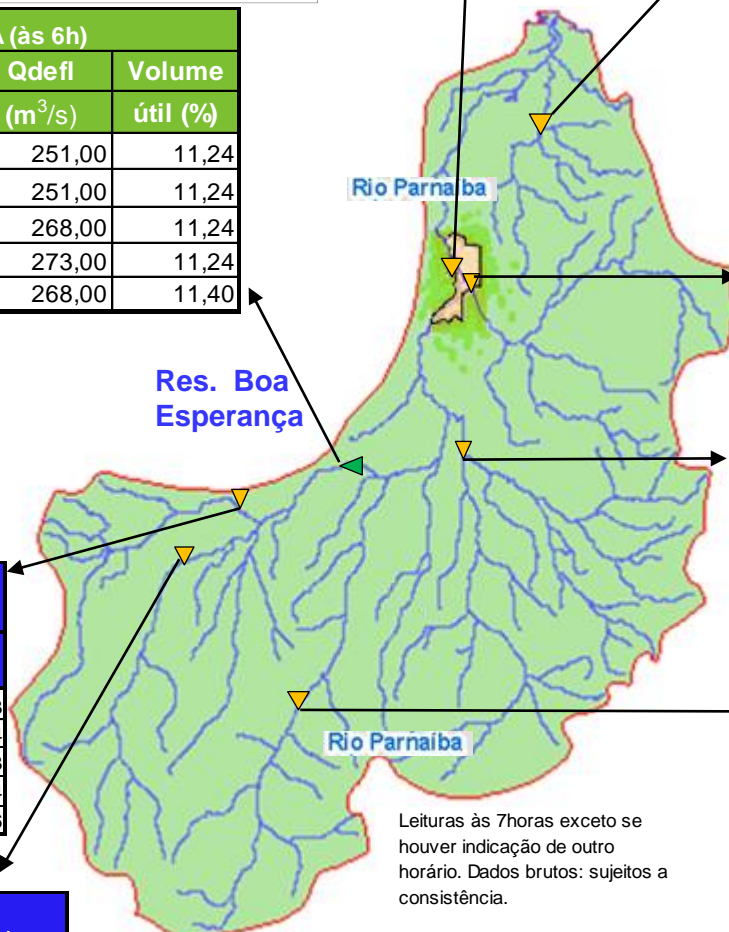 (às 6h)
Qdefl Volume
(m³/s) útil (%)
251,00 11,24
251,00 11,24
268,00 11,24
273,00 11,24
268,00 11,40
Rio Parnaíba
Res. Boa
Esperança
Rio Parnaíba
Leituras às 7horas exceto se
houver indicação de outro
horário. Dados brutos: sujeitos a
consistência.